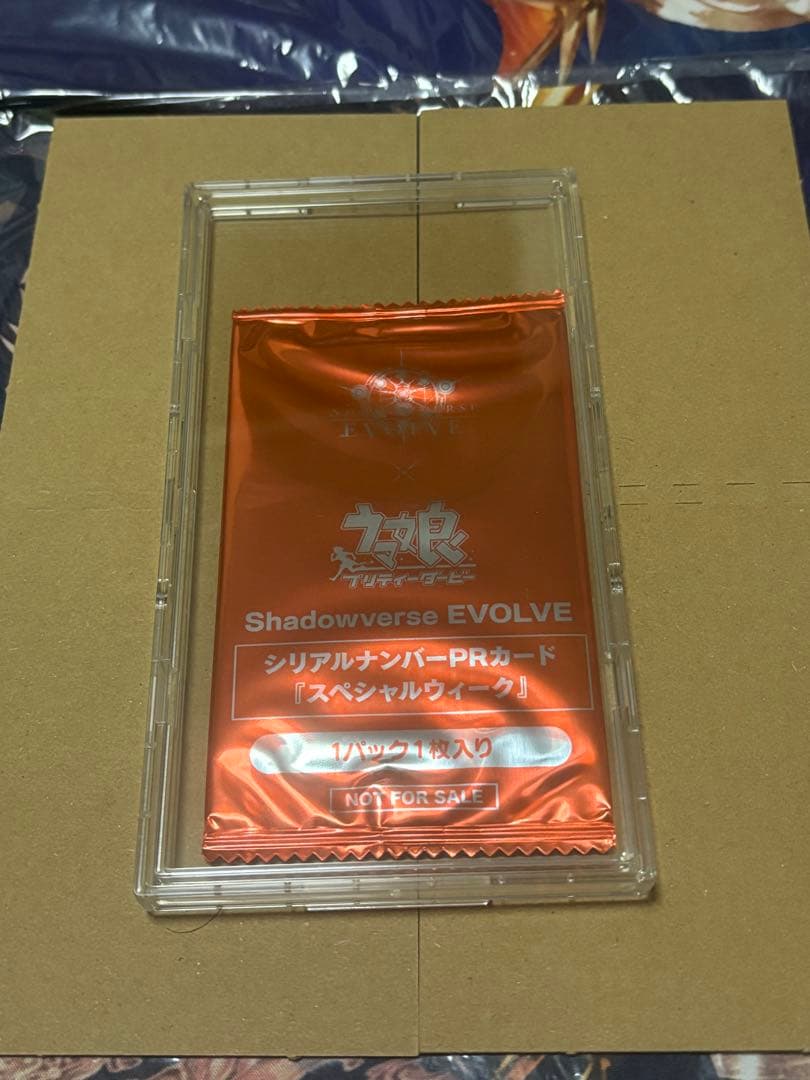 SHADOWVERSE
EVOLVE
×
ウマ娘
プリティーダービー
Shadowverse EVOLVE
シリアルナンバーPRカード
『スペシャルウィーク』
1パック1枚入り
NOT FOR SALE